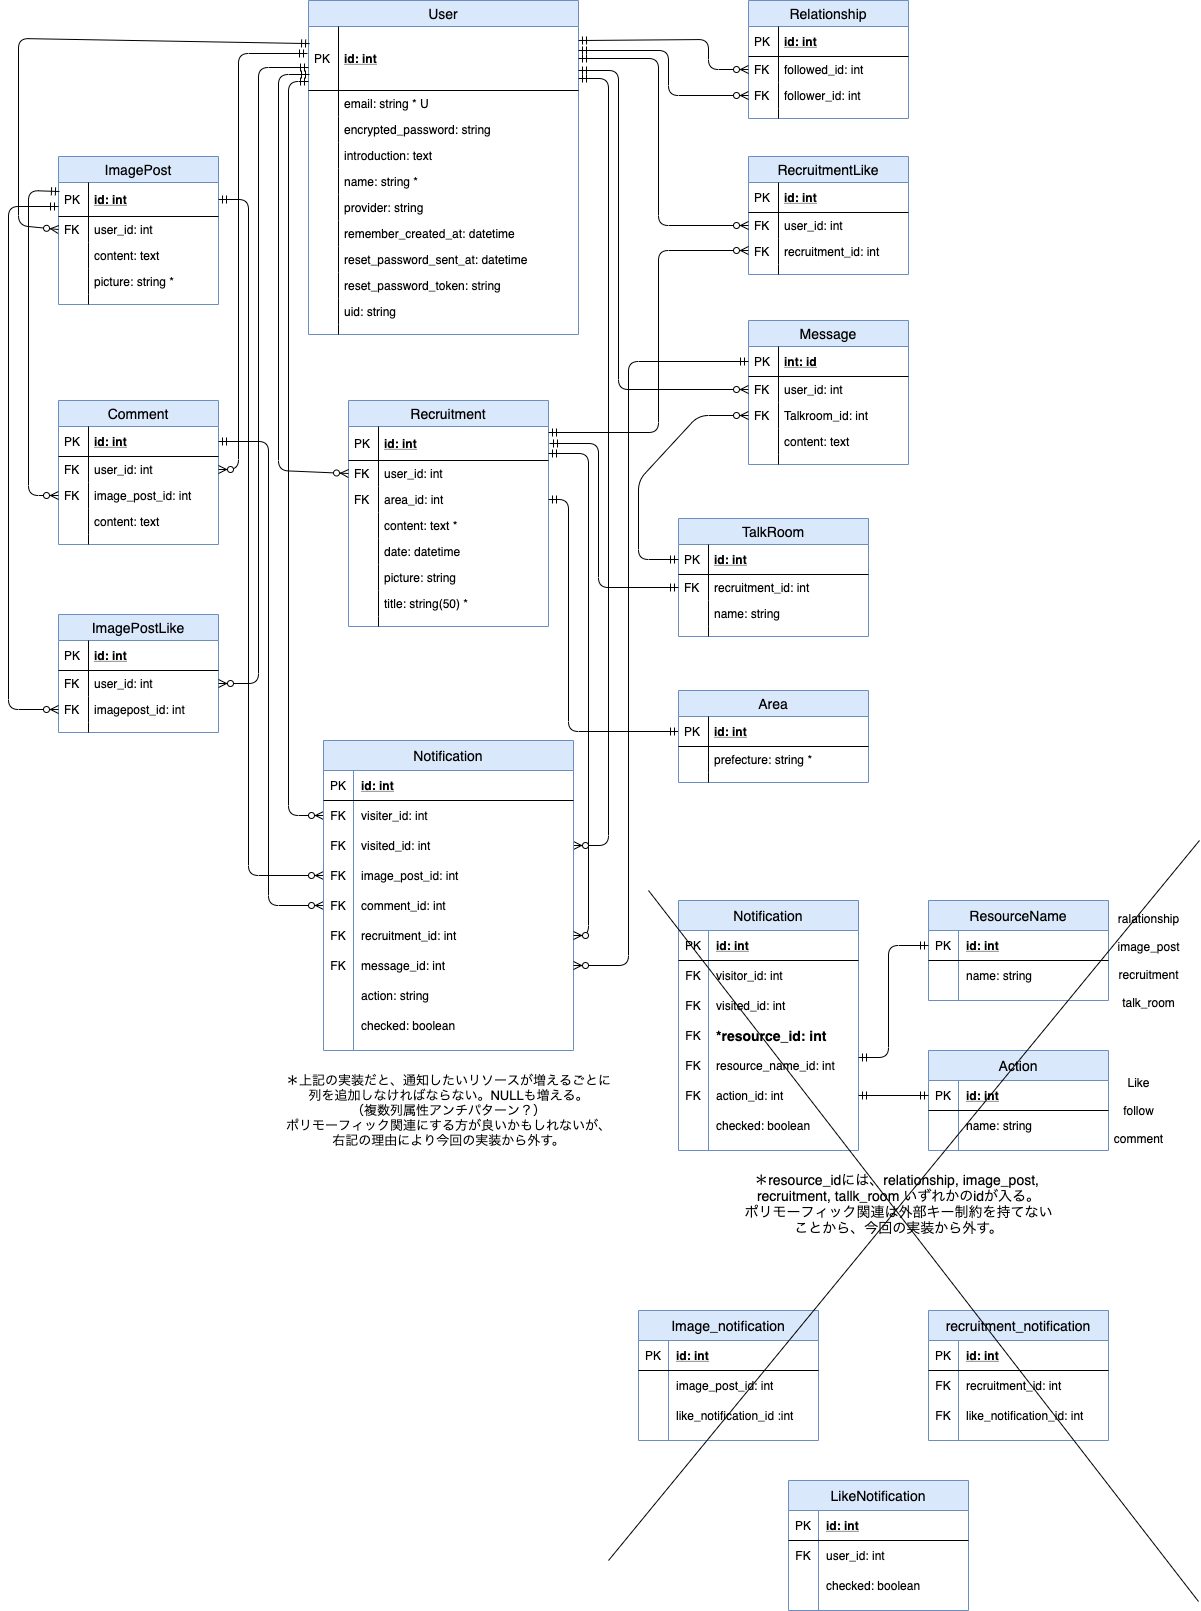 User
PK
id: int
email: string * U
encrypted_password: string
introduction: text
name: string *
provider: string
remember_created_at: datetime
reset_password_sent_at: datetime
reset_password_token: string
uid: string
Relationship
PK
id: int
FK
followed_id: int
FK
follower_id: int
ImagePost
PK
id: int
FK
user_id: int
content: text
picture: string *
RecruitmentLike
PK
id: int
FK
user_id: int
FK
recruitment_id: int
Message
PK
int: id
FK
user_id: int
FK
Talkroom_id: int
content: text
Comment
PK
id: int
FK
user_id: int
FK
image_post_id: int
content: text
Recruitment
PK
id: int
FK
user_id: int
FK
area_id: int
content: text *
date: datetime
picture: string
title: string(50) *
TalkRoom
PK
id: int
FK
recruitment_id: int
name: string
ImagePostLike
PK
id: int
FK
user_id: int
FK
imagepost_id: int
Area
PK
id: int
prefecture: string *
Notification
PK
id: int
FK
visiter_id: int
FK
visited_id: int
FK
image_post_id: int
FK
comment_id: int
FK
recruitment_id: int
FK
message_id: int
action: string
checked: boolean
＊上記の実装だと、通知したいリソースが増えるごとに
列を追加しなければならない。NULLも増える。
（複数列属性アンチパターン？）
ポリモーフィック関連にする方が良いかもしれないが、
右記の理由により今回の実装から外す。
Notification
PK
id: int
FK
visitor_id: int
FK
visited_id: int
FK
*resource_id: int
FK
resource_name_id: int
FK
action_id: int
checked: boolean
ResourceName
PK
id: int
name: string
ralationship
image_post
recruitment
talk_room
Action
PK
id: int
name: string
Like
follow
comment
＊resource_idには、relationship, image_post,
recruitment, tallk_room いずれかのidが入る。
ポリモーフィック関連は外部キー制約を持てない
ことから、今回の実装から外す。
Image_notification
PK
id: int
image_post_id: int
like_notification_id :int
recruitment_notification
PK
id: int
FK
recruitment_id: int
FK
like_notification_id: int
LikeNotification
PK
id: int
FK
user_id: int
checked: boolean